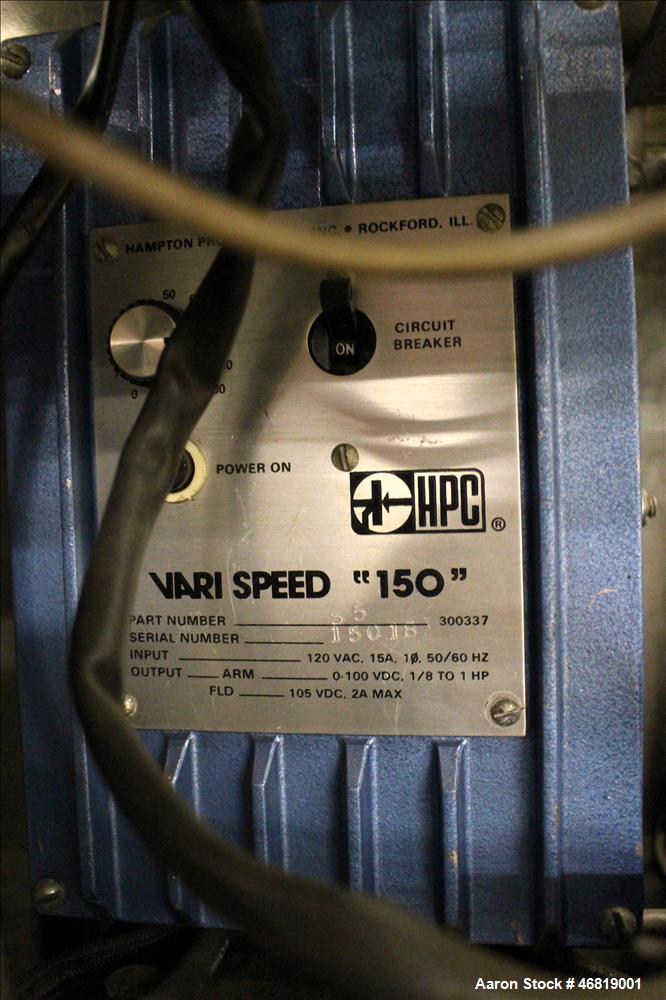 HAMPTON INC. • ROCKFORD, ILL.
50
0
ON
CIRCUIT
BREAKER
POWER ON
HPC ®
VARI SPEED "150"
PART NUMBER 300337
SERIAL NUMBER
INPUT 120 VAC, 15A, 1Ø, 50/60 HZ
OUTPUT ARM 0-100 VDC, 1/8 TO 1 HP
FLD 105 VDC, 2A MAX
Aaron Stock # 46819001